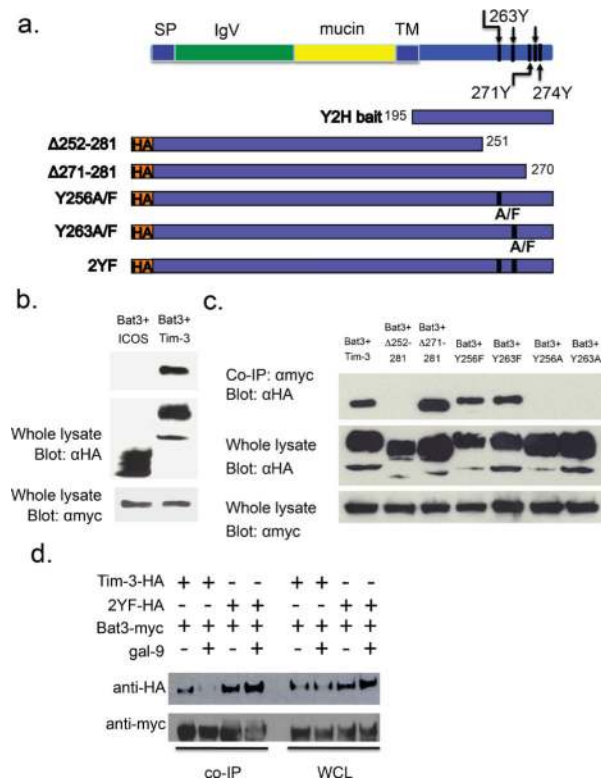 a.
SP IgV mucin TM 263Y
271Y 274Y
Y2H bait 195
Δ252-281 HA 251
Δ271-281 HA 270
Y256A/F HA
A/F
Y263A/F HA
A/F
2YF HA
b.
Bat3+ ICOS
Bat3+ Tim-3
Whole lysate
Blot: αHA
Whole lysate
Blot: αmyc
c.
Bat3+ Tim-3
Bat3+ Δ252-281
Bat3+ Δ271-281
Bat3+ Y256F
Bat3+ Y263F
Bat3+ Y256A
Bat3+ Y263A
Co-IP: αmyc
Blot: αHA
Whole lysate
Blot: αHA
Whole lysate
Blot: αmyc
d.
Tim-3-HA + + - - + + - -
2YF-HA - - + + - - + +
Bat3-myc + + + + + + + +
gal-9 - + - + - + - +
anti-HA
anti-myc
co-IP WCL